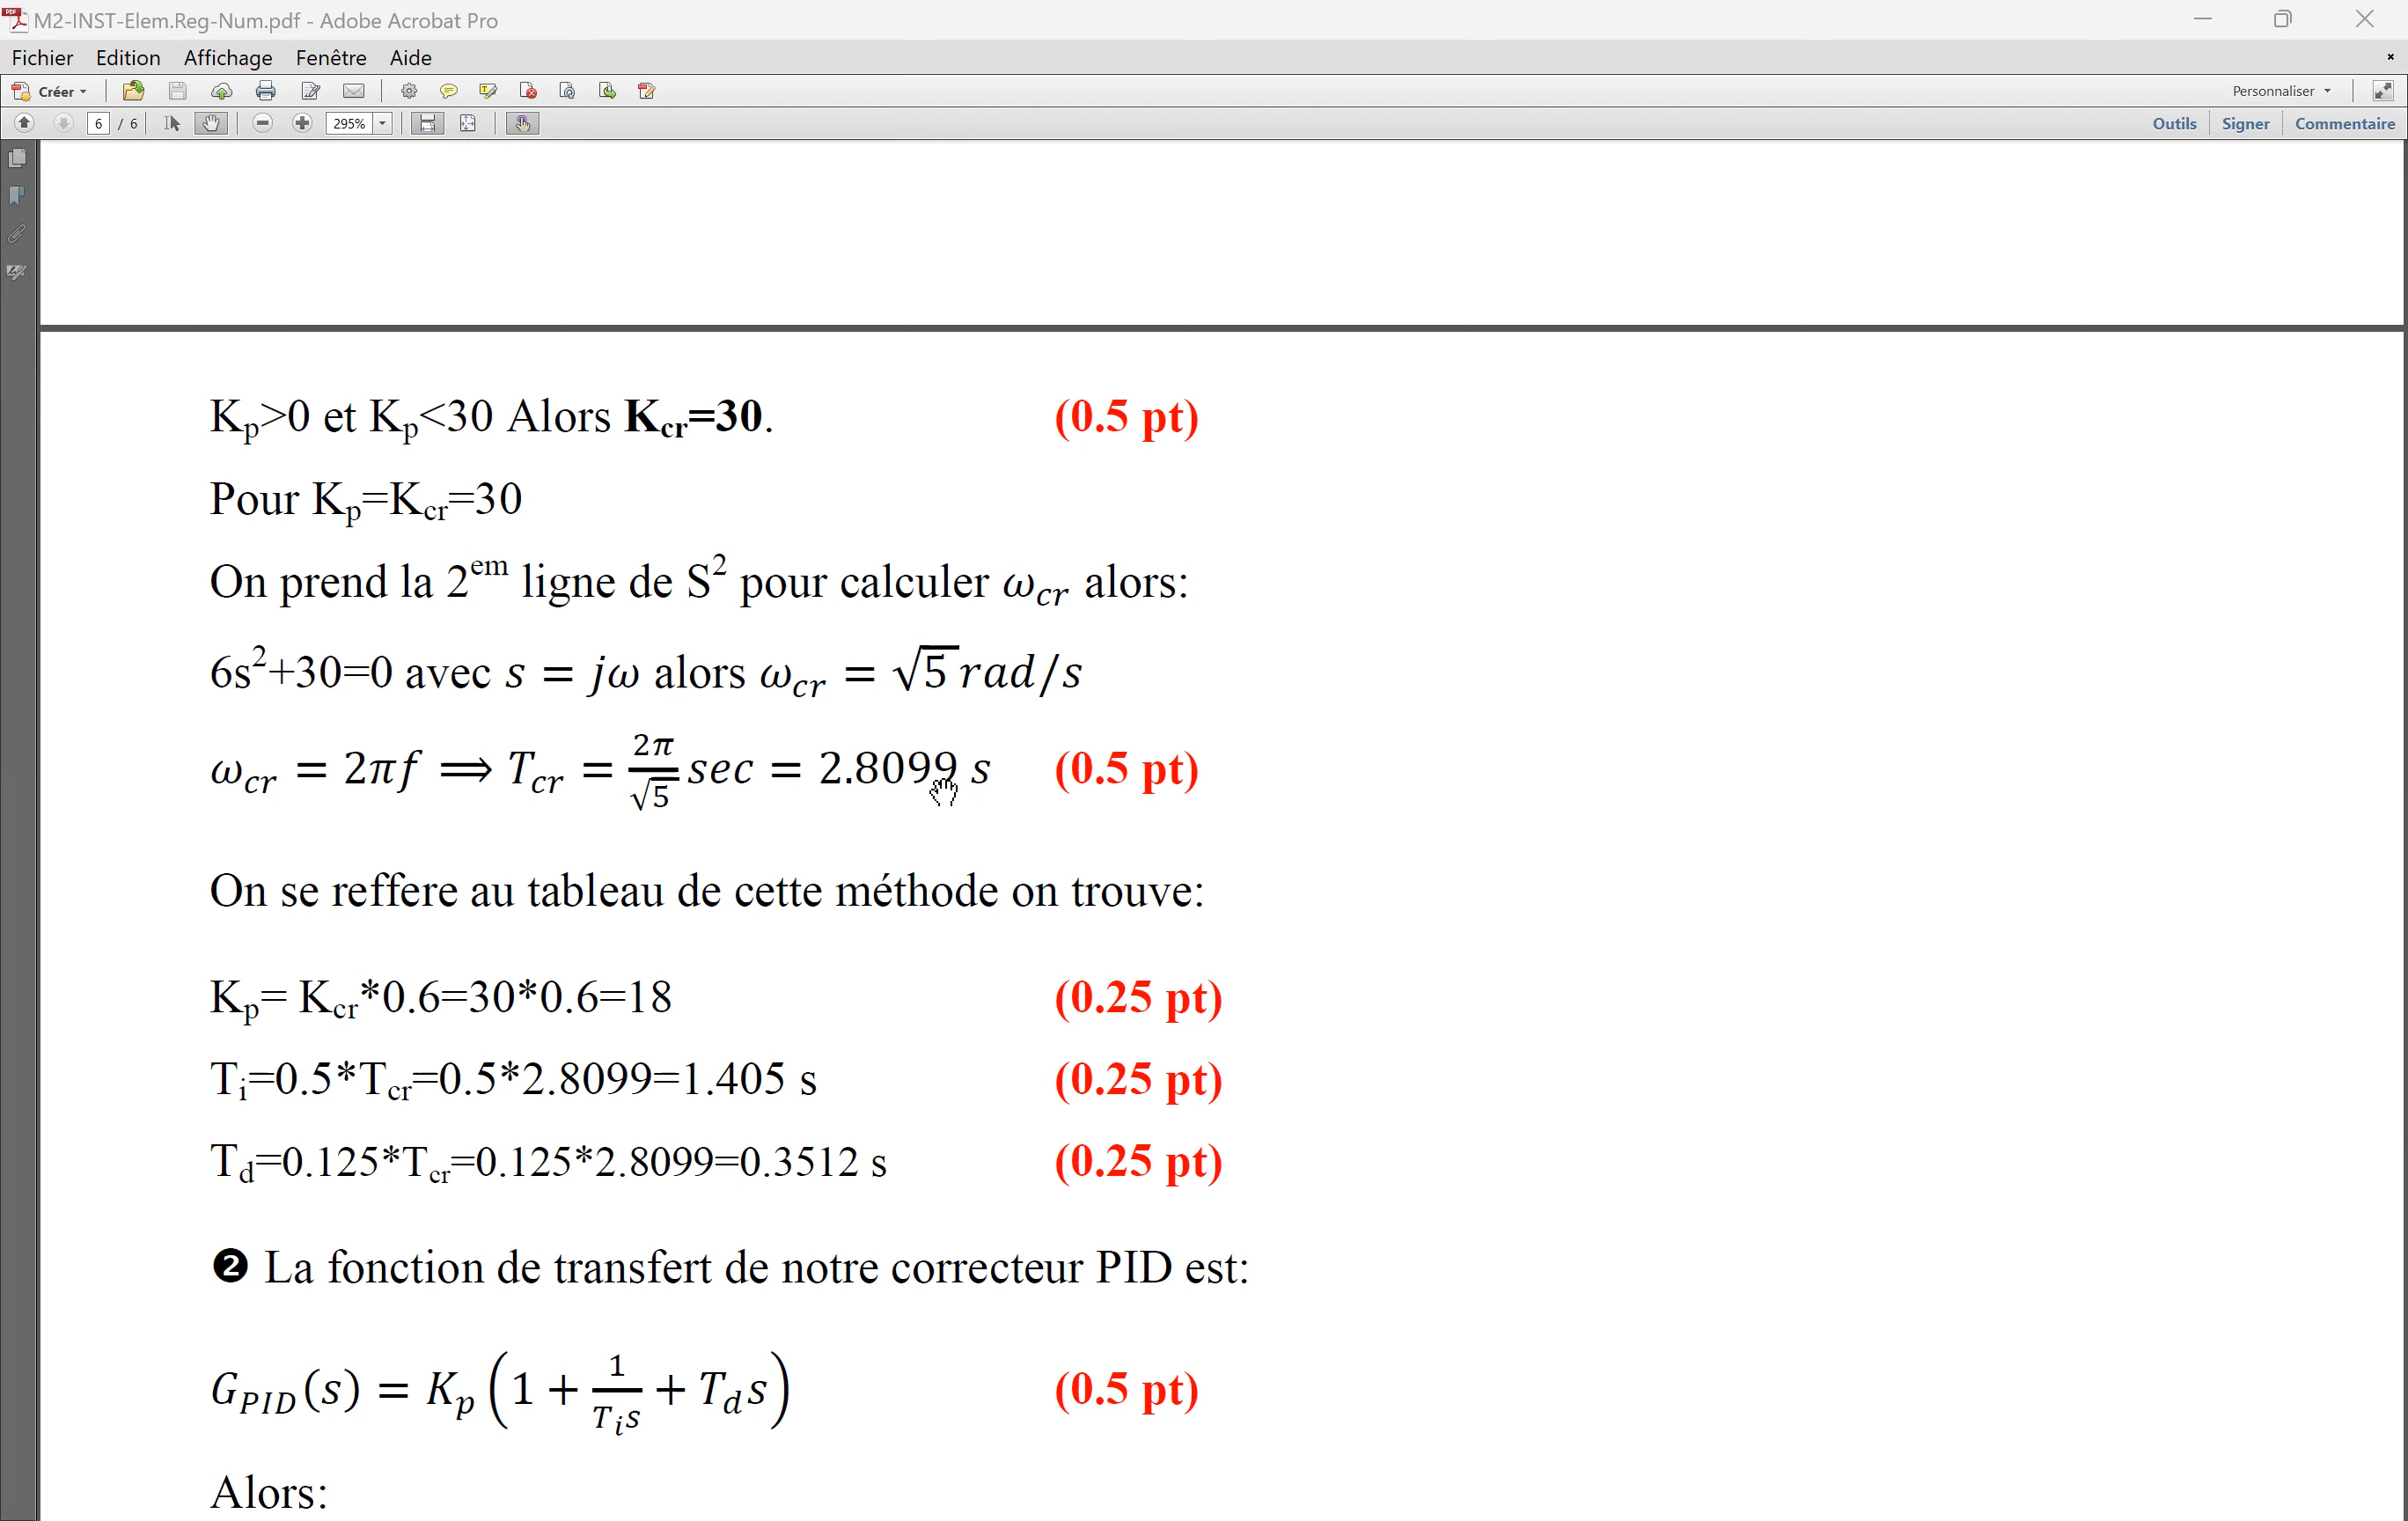 M2-INST-Elem.Reg-Num.pdf - Adobe Acrobat Pro
Fichier Edition Affichage Fenêtre Aide
Créer Personnaliser
6 / 6 295% Outils Signer Commentaire
Kp>0 et Kp<30 Alors Kcr=30. (0.5 pt)
Pour Kp=Kcr=30
On prend la 2em ligne de S² pour calculer ωcr alors:
6s²+30=0 avec s = jω alors ωcr = √5 rad/s
ωcr = 2πf ⟹ Tcr = 2π/√5 sec = 2.8099 s (0.5 pt)
On se reffere au tableau de cette méthode on trouve:
Kp= Kcr*0.6=30*0.6=18 (0.25 pt)
Ti=0.5*Tcr=0.5*2.8099=1.405 s (0.25 pt)
Td=0.125*Tcr=0.125*2.8099=0.3512 s (0.25 pt)
❷ La fonction de transfert de notre correcteur PID est:
GPID(s) = Kp(1 + 1/Tis + Tds) (0.5 pt)
Alors: